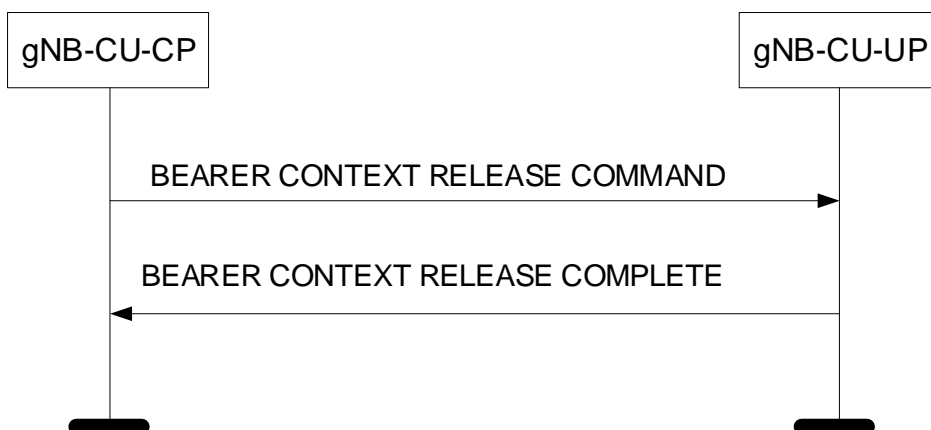 gNB-CU-CP
gNB-CU-UP
BEARER CONTEXT RELEASE COMMAND
BEARER CONTEXT RELEASE COMPLETE